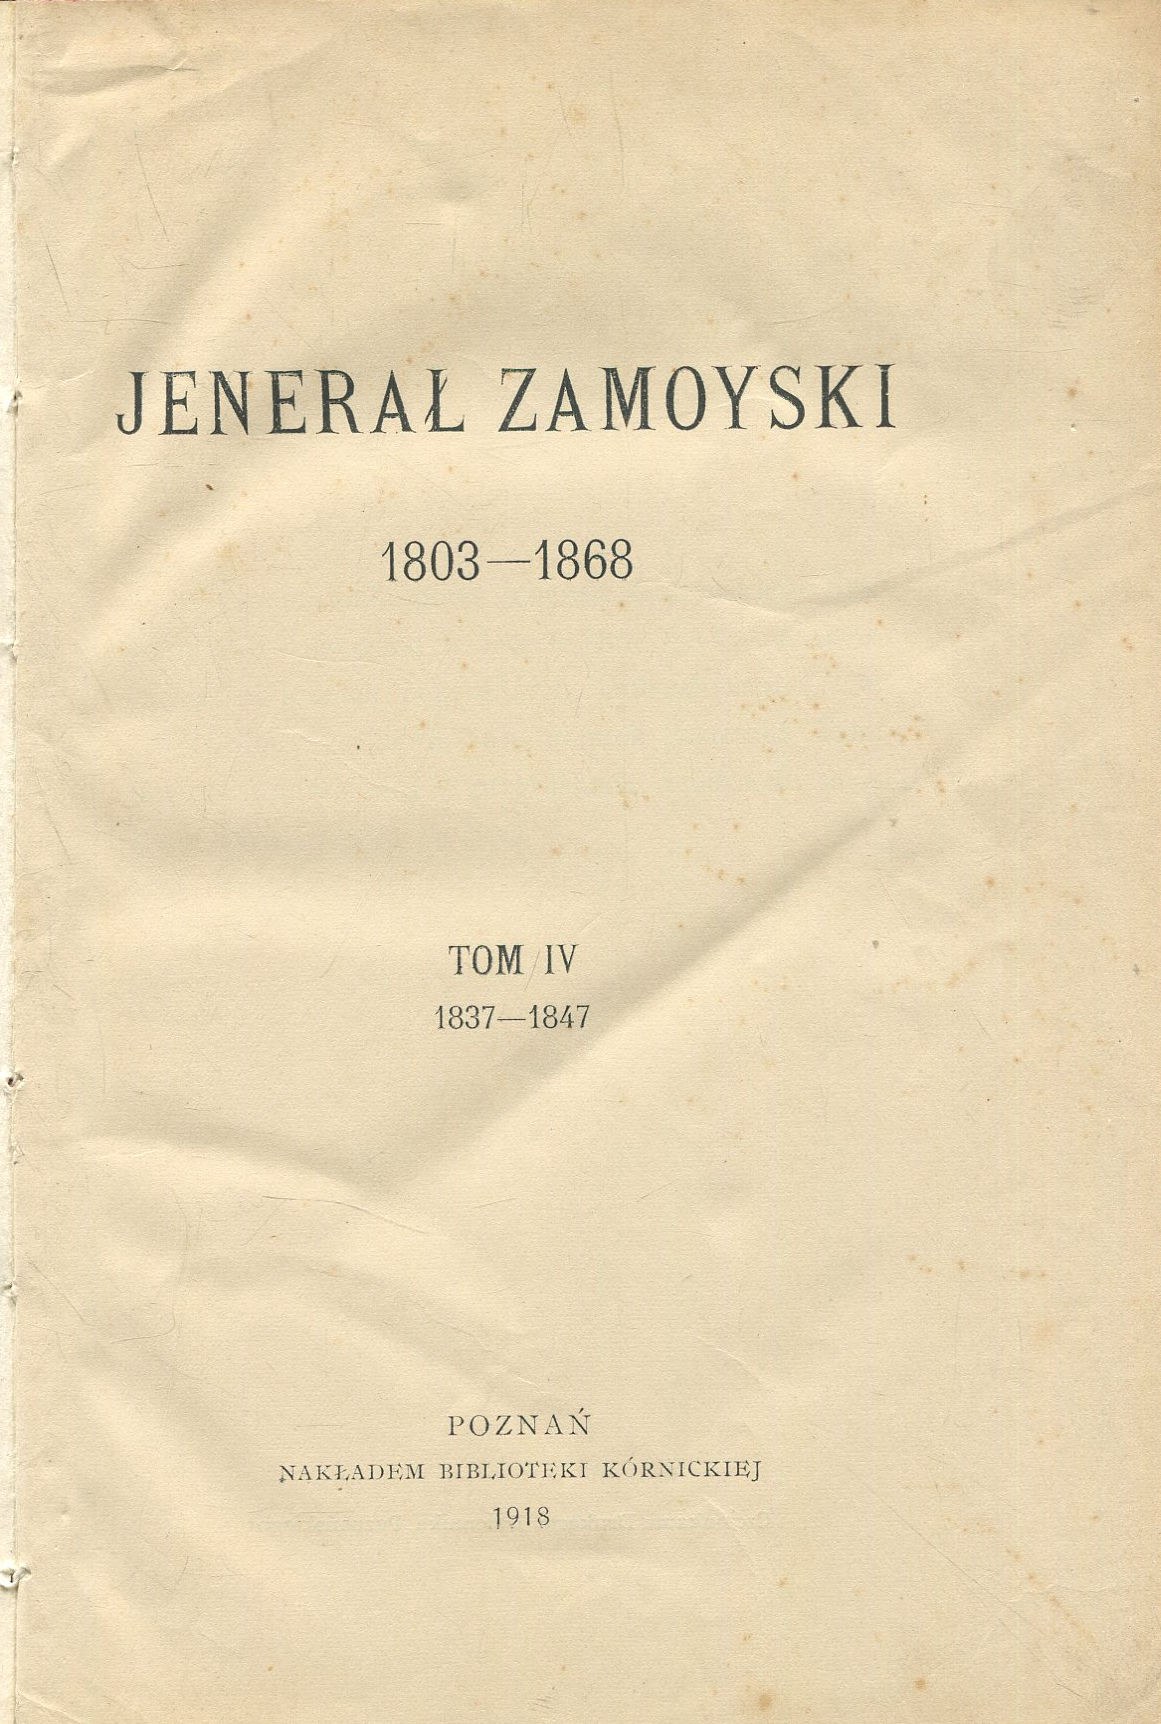 JENERAŁ ZAMOYSKI
1803—1868
TOM IV
1837—1847
POZNAŃ
NAKŁADEM BIBLIOTEKI KÓRNICKIEJ
1918